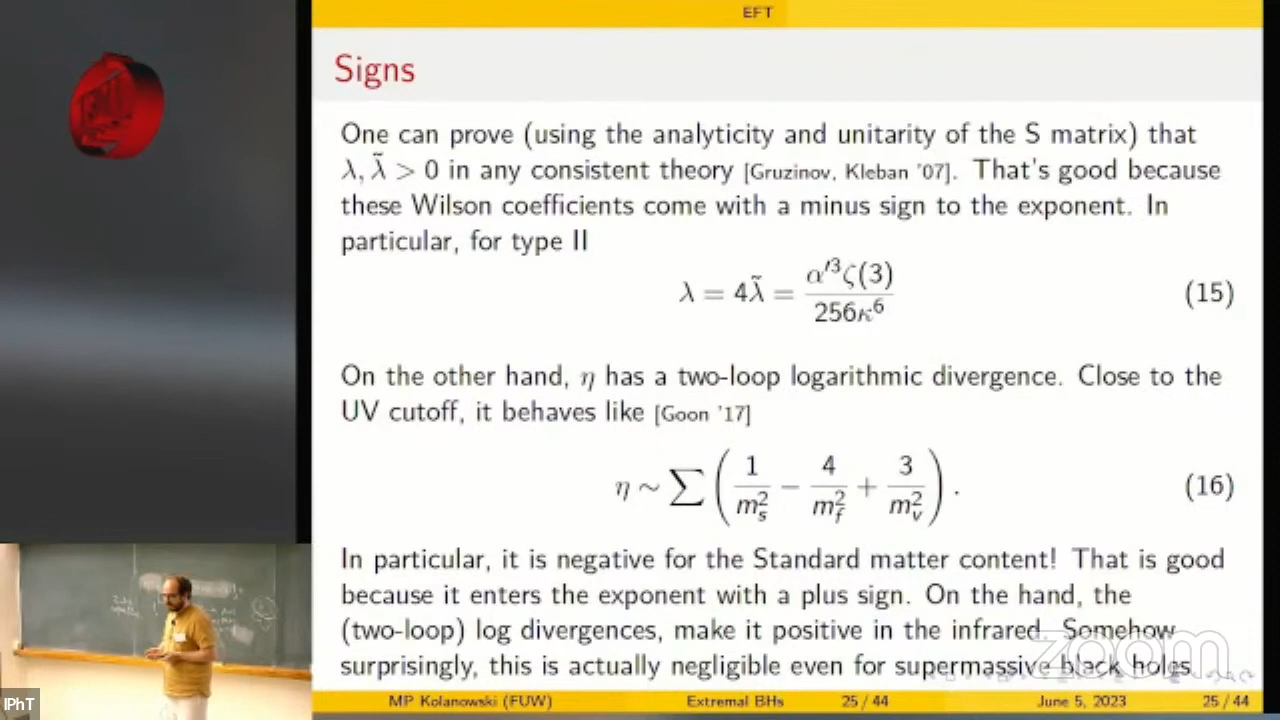 EFT
Signs
One can prove (using the analyticity and unitarity of the S matrix) that
λ, λ̃ > 0 in any consistent theory [Gruzinov, Kleban '07]. That's good because
these Wilson coefficients come with a minus sign to the exponent. In
particular, for type II
λ = 4λ̃ = α′³ζ(3) / 256κ⁶ (15)
On the other hand, η has a two-loop logarithmic divergence. Close to the
UV cutoff, it behaves like [Goon '17]
η ∼ ∑ ( 1/m_s² − 4/m_f² + 3/m_v² ) . (16)
In particular, it is negative for the Standard matter content! That is good
because it enters the exponent with a plus sign. On the hand, the
(two-loop) log divergences, make it positive in the infrared. Somehow
surprisingly, this is actually negligible even for supermassive black holes.
zoom
MP Kolanowski (FUW) Extremal BHs 25 / 44 June 5, 2023 25 / 44
IPhT